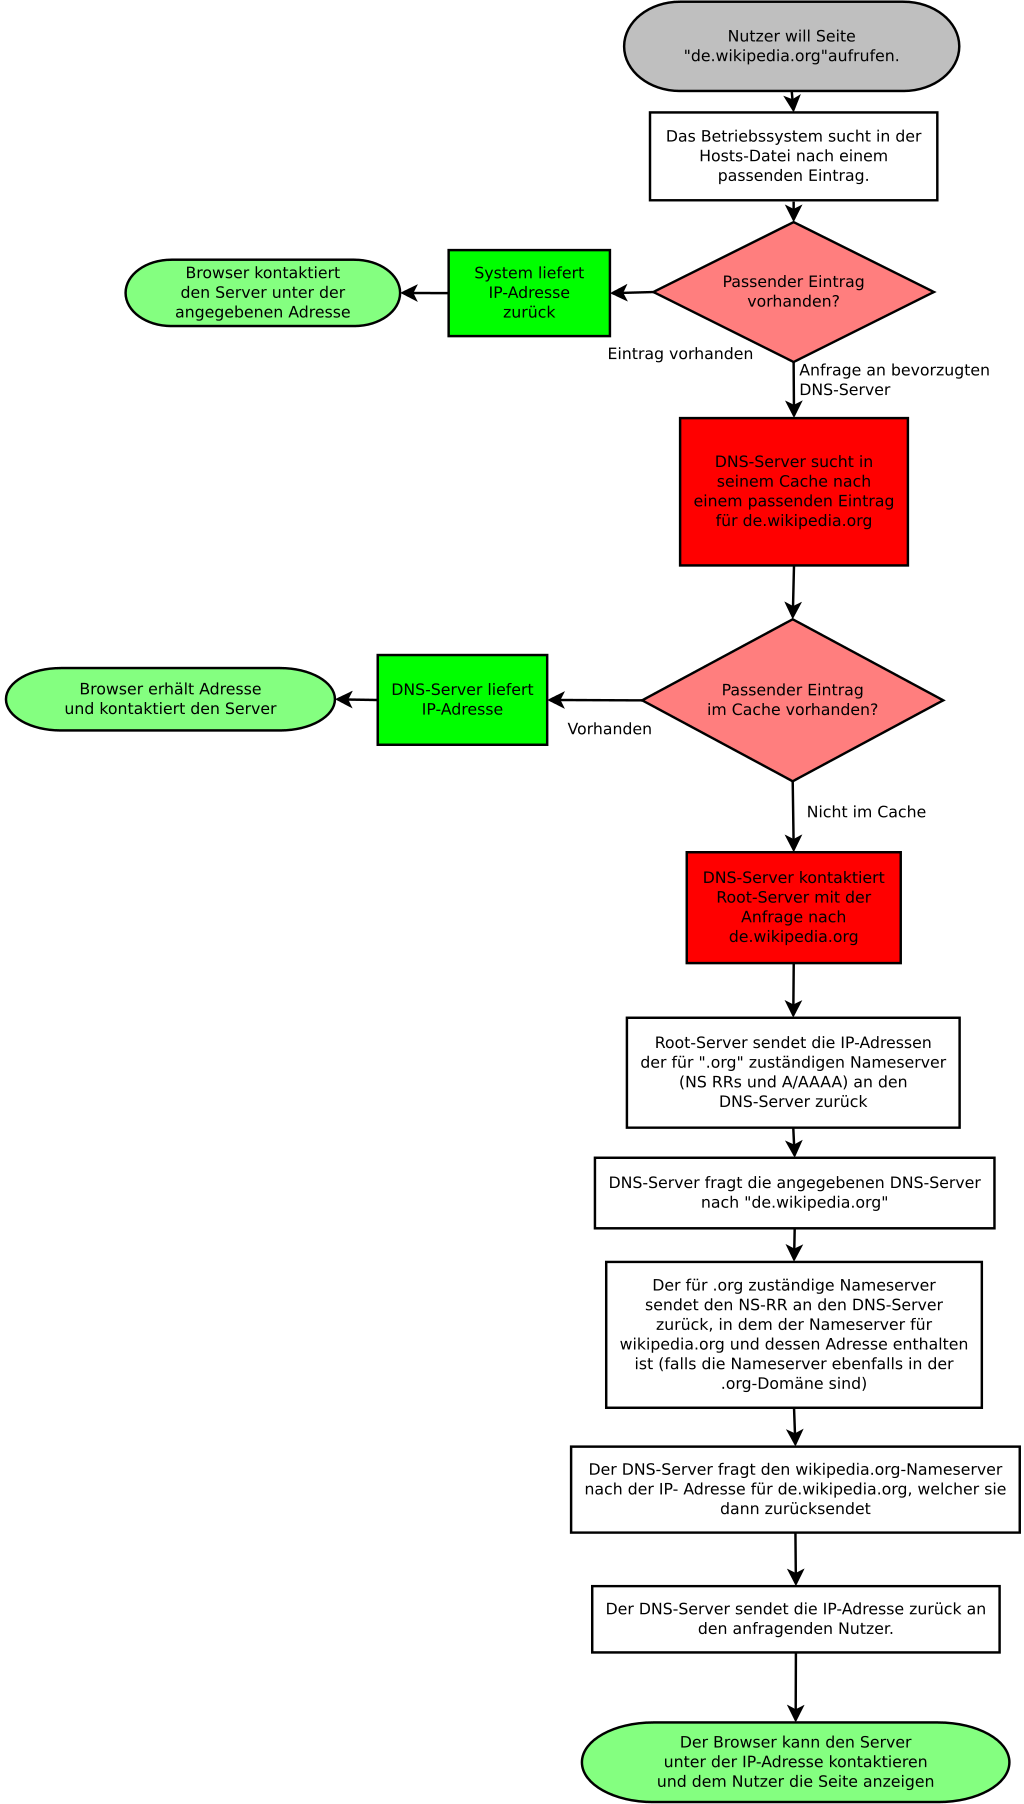 Nutzer will Seite
"de.wikipedia.org"aufrufen.
Das Betriebssystem sucht in der
Hosts-Datei nach einem
passenden Eintrag.
Passender Eintrag
vorhanden?
System liefert
IP-Adresse
zurück
Browser kontaktiert
den Server unter der
angegebenen Adresse
Eintrag vorhanden
Anfrage an bevorzugten
DNS-Server
DNS-Server sucht in
seinem Cache nach
einem passenden Eintrag
für de.wikipedia.org
Passender Eintrag
im Cache vorhanden?
DNS-Server liefert
IP-Adresse
Browser erhält Adresse
und kontaktiert den Server
Vorhanden
Nicht im Cache
DNS-Server kontaktiert
Root-Server mit der
Anfrage nach
de.wikipedia.org
Root-Server sendet die IP-Adressen
der für ".org" zuständigen Nameserver
(NS RRs und A/AAAA) an den
DNS-Server zurück
DNS-Server fragt die angegebenen DNS-Server
nach "de.wikipedia.org"
Der für .org zuständige Nameserver
sendet den NS-RR an den DNS-Server
zurück, in dem der Nameserver für
wikipedia.org und dessen Adresse enthalten
ist (falls die Nameserver ebenfalls in der
.org-Domäne sind)
Der DNS-Server fragt den wikipedia.org-Nameserver
nach der IP- Adresse für de.wikipedia.org, welcher sie
dann zurücksendet
Der DNS-Server sendet die IP-Adresse zurück an
den anfragenden Nutzer.
Der Browser kann den Server
unter der IP-Adresse kontaktieren
und dem Nutzer die Seite anzeigen